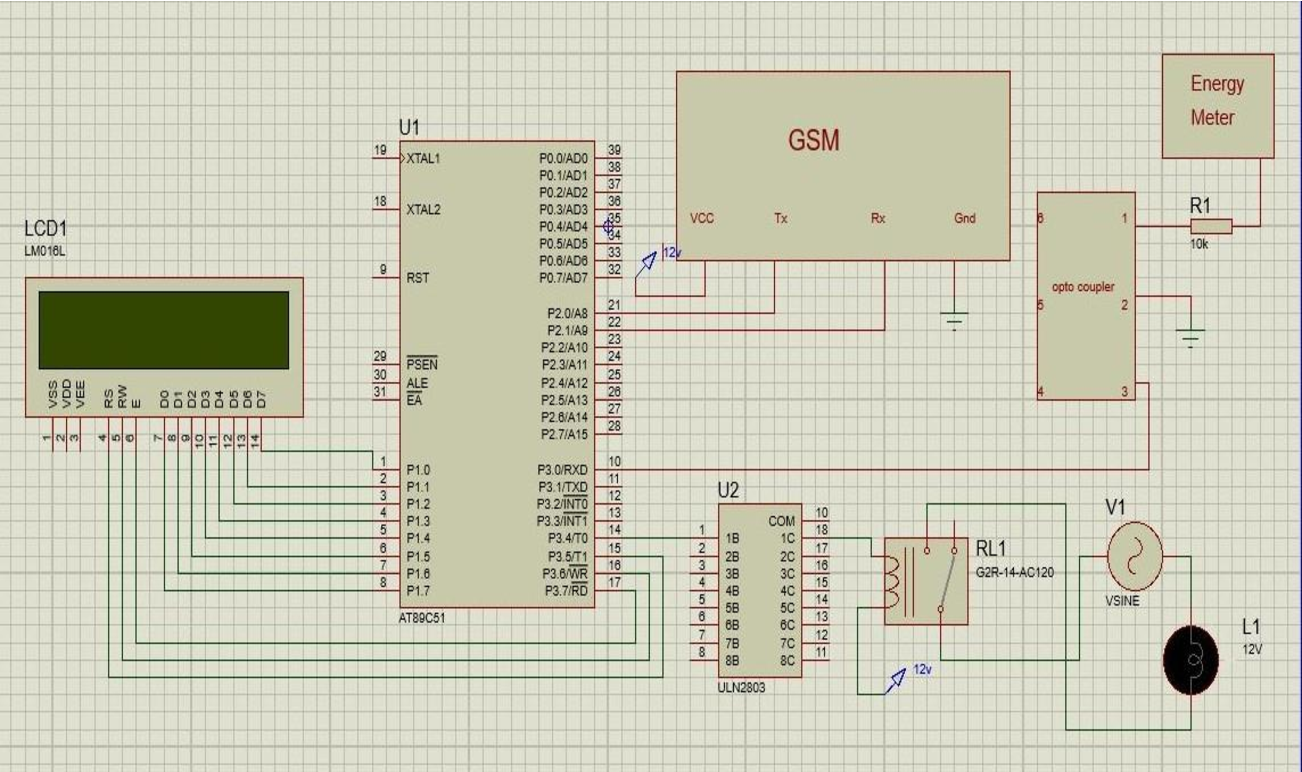 LCD1
LM016L
VSS
VDD
VEE
RS
RW
E
D0
D1
D2
D3
D4
D5
D6
D7
1
2
3
4
5
6
7
8
9
10
11
12
13
14
U1
19 XTAL1 P0.0/AD0 39
P0.1/AD1 38
P0.2/AD2 37
18 XTAL2 P0.3/AD3 36
P0.4/AD4 35
P0.5/AD5 34
P0.6/AD6 33
9 RST P0.7/AD7 32
P2.0/A8 21
P2.1/A9 22
P2.2/A10 23
29 PSEN P2.3/A11 24
30 ALE P2.4/A12 25
31 EA P2.5/A13 26
P2.6/A14 27
P2.7/A15 28
1 P1.0 P3.0/RXD 10
2 P1.1 P3.1/TXD 11
3 P1.2 P3.2/INT0 12
4 P1.3 P3.3/INT1 13
5 P1.4 P3.4/T0 14
6 P1.5 P3.5/T1 15
7 P1.6 P3.6/WR 16
8 P1.7 P3.7/RD 17
AT89C51
GSM
VCC Tx Rx Gnd
12v
Energy
Meter
R1
10k
6 1
opto coupler
5 2
4 3
U2
COM 10
1 1B 1C 18
2 2B 2C 17
3 3B 3C 16
4 4B 4C 15
5 5B 5C 14
6 6B 6C 13
7 7B 7C 12
8 8B 8C 11
ULN2803
RL1
G2R-14-AC120
12v
V1
VSINE
L1
12V